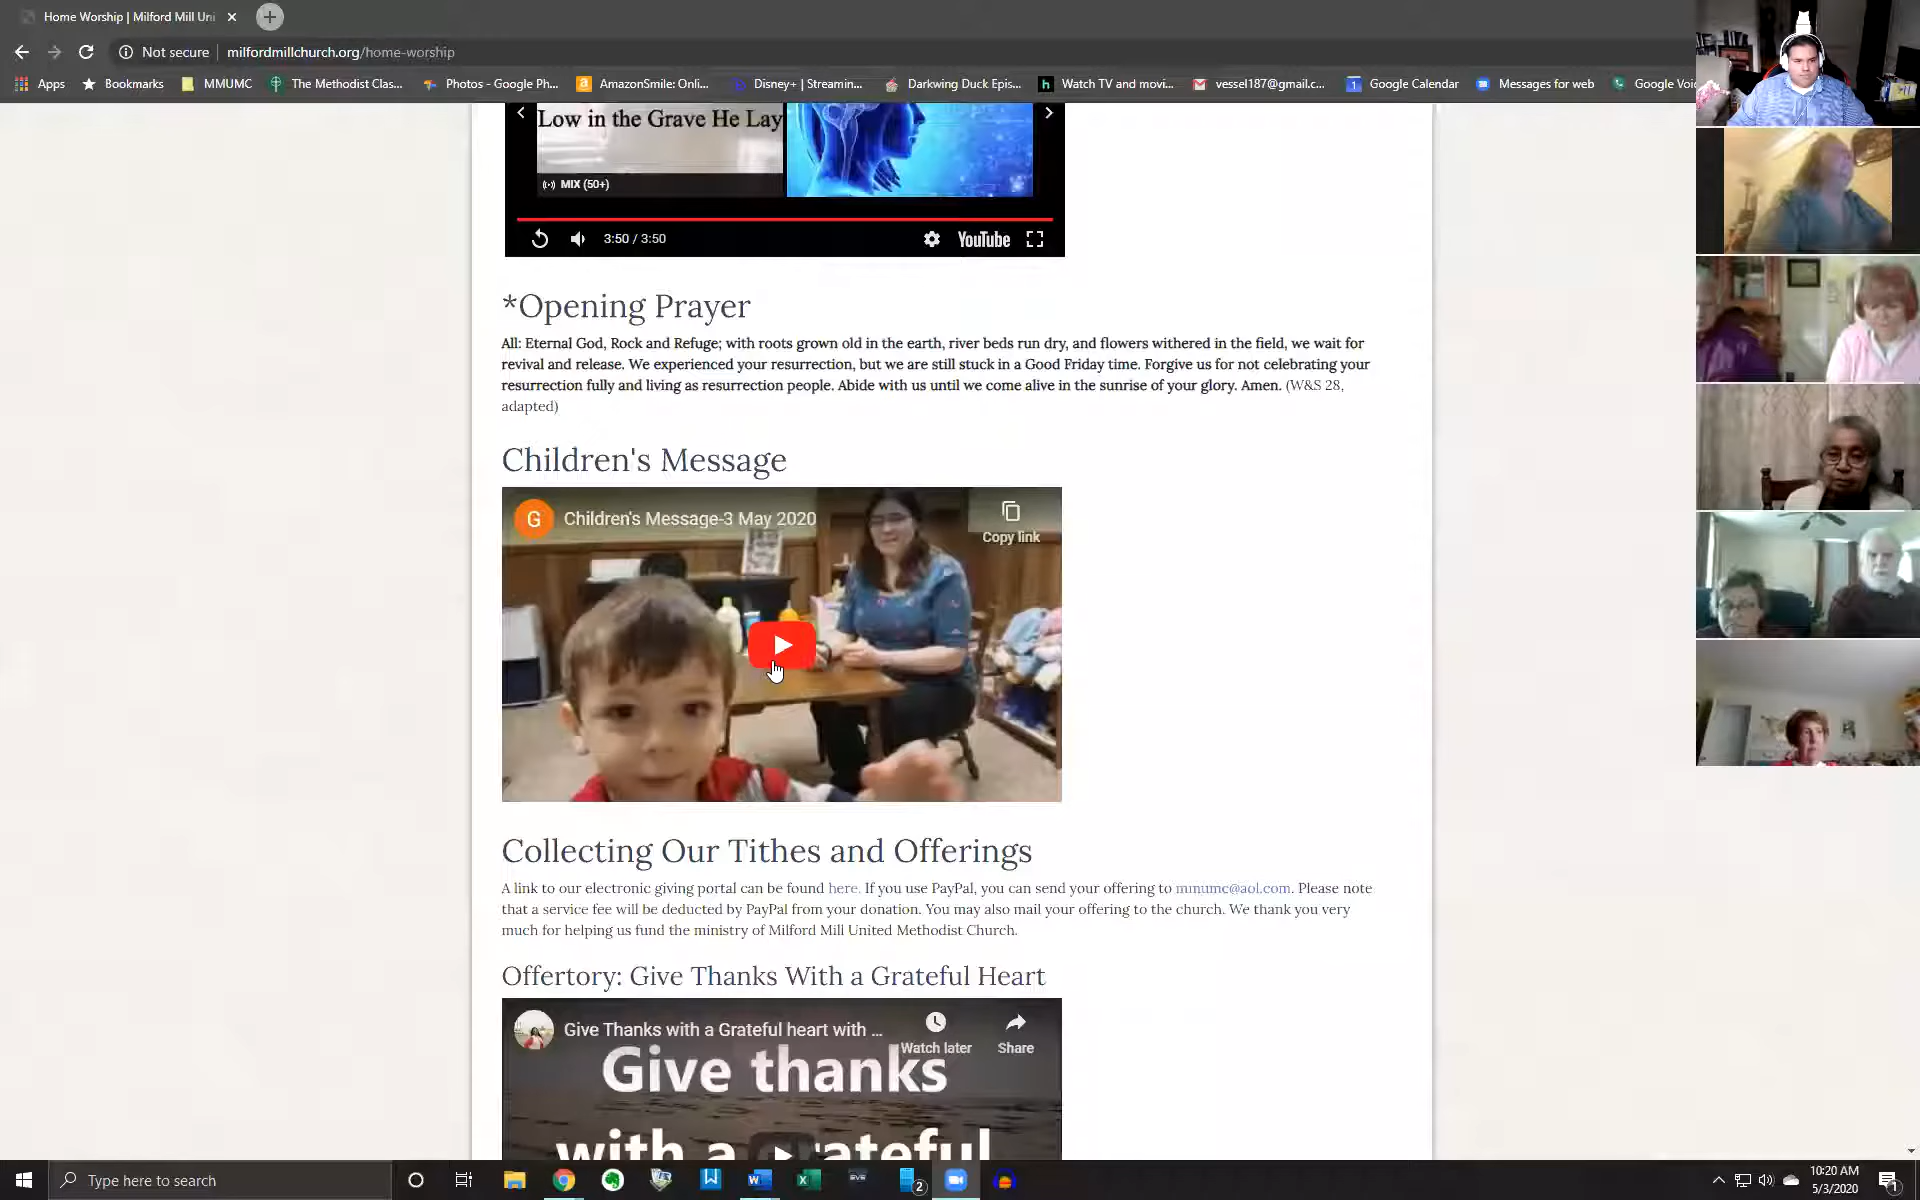 Home Worship | Milford Mill Uni
Not secure milfordmillchurch.org/home-worship
Apps Bookmarks MMUMC The Methodist Clas... Photos - Google Ph... AmazonSmile: Onli... Disney+ | Streamin... Darkwing Duck Epis... Watch TV and movi... vessel187@gmail.c... Google Calendar Messages for web Google Voi
Low in the Grave He Lay
MIX (50+)
3:50 / 3:50 YouTube
*Opening Prayer
All: Eternal God, Rock and Refuge; with roots grown old in the earth, river beds run dry, and flowers withered in the field, we wait for
revival and release. We experienced your resurrection, but we are still stuck in a Good Friday time. Forgive us for not celebrating your
resurrection fully and living as resurrection people. Abide with us until we come alive in the sunrise of your glory. Amen. (W&S 28,
adapted)
Children's Message
G Children's Message-3 May 2020
Copy link
Collecting Our Tithes and Offerings
A link to our electronic giving portal can be found here. If you use PayPal, you can send your offering to mmumc@aol.com. Please note
that a service fee will be deducted by PayPal from your donation. You may also mail your offering to the church. We thank you very
much for helping us fund the ministry of Milford Mill United Methodist Church.
Offertory: Give Thanks With a Grateful Heart
Give Thanks with a Grateful heart with ...
Watch later Share
Give thanks
with a grateful
Type here to search
10:20 AM
5/3/2020